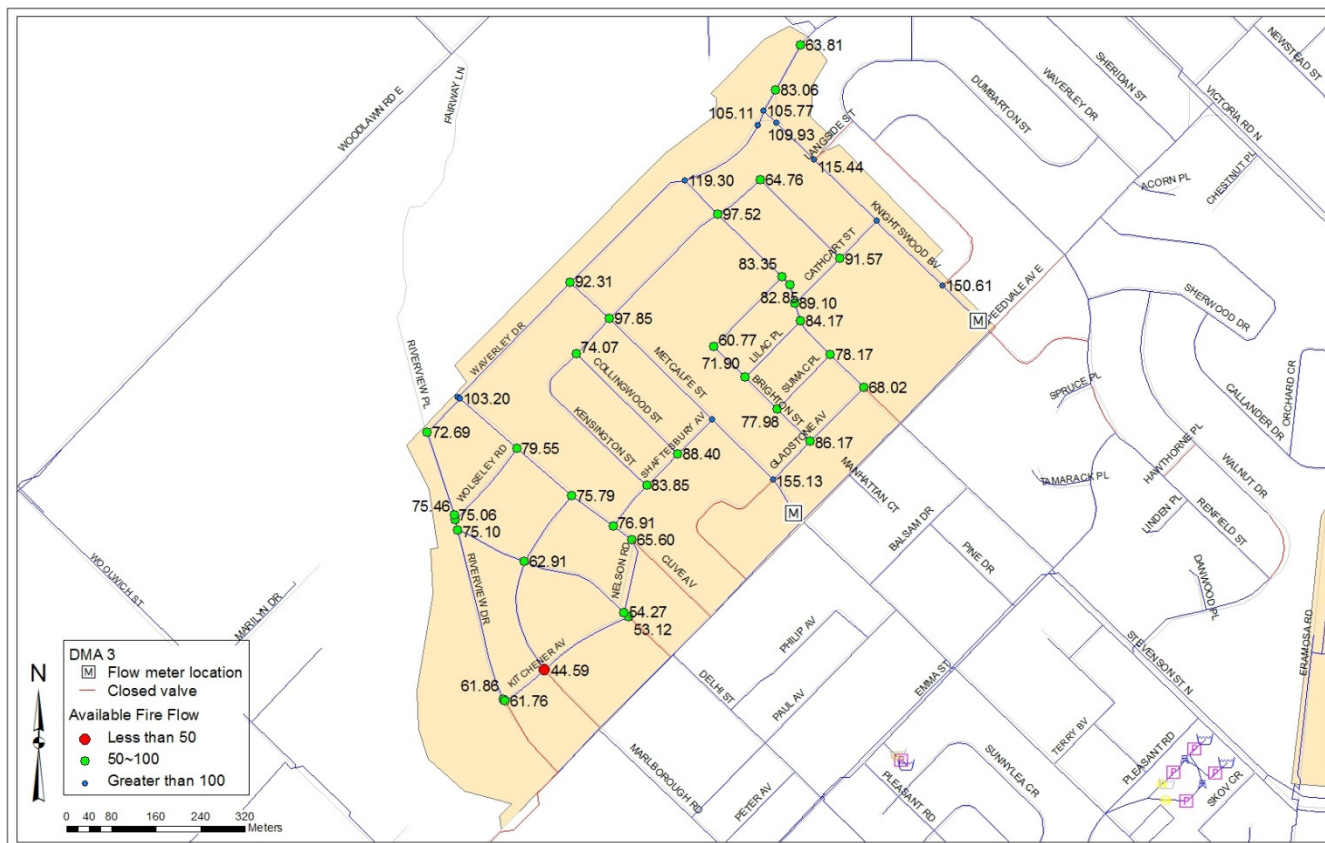 63.81
NEWSTEAD ST
SHERIDAN ST
WAVERLEY DR
DUMBARTON ST
VICTORIA RD N
WOODLAWN RD E
FAIRWAY LN
83.06
105.77
105.11
109.93
LANGSIDE ST
115.44
CHESTNUT PL
ACORN PL
119.30
64.76
97.52
KNIGHTSWOOD BV
CATHCART ST
91.57
83.35
92.31
82.85
89.10
150.61
84.17
M
SPEEDVALE AV E
SHERWOOD DR
97.85
WAVERLEY DR
RIVERVIEW PL
74.07
METCALFE ST
COLLINGWOOD ST
60.77
LILAC PL
71.90
78.17
SUMAC PL
BRIGHTON ST
68.02
SPRUCE PL
CALLANDER DR
ORCHARD CR
103.20
KENSINGTON ST
SHAFTESBURY AV
77.98
GLADSTONE AV
86.17
72.69
79.55
WOLSELEY RD
88.40
83.85
155.13
MANHATTAN CT
HAWTHORNE PL
WALNUT DR
TAMARACK PL
75.79
75.46
75.06
75.10
76.91
65.60
M
BALSAM DR
PINE DR
LINDEN PL
RENFIELD ST
DANWOOD PL
WOOLWICH ST
MARILYN DR
RIVERVIEW DR
62.91
NELSON RD
CLIVE AV
54.27
53.12
PHILIP AV
STEVENSON ST N
ERAMOSA RD
KITCHENER AV
44.59
61.86
61.76
DELHI ST
EMMA ST
PAUL AV
MARLBOROUGH RD
PETER AV
PLEASANT RD
SUNNYLEA CR
TERRY BV
PLEASANT RD
SKOV CR
P
P
P
P
N
DMA 3
M Flow meter location
Closed valve
Available Fire Flow
Less than 50
50~100
Greater than 100
0 40 80 160 240 320
Meters